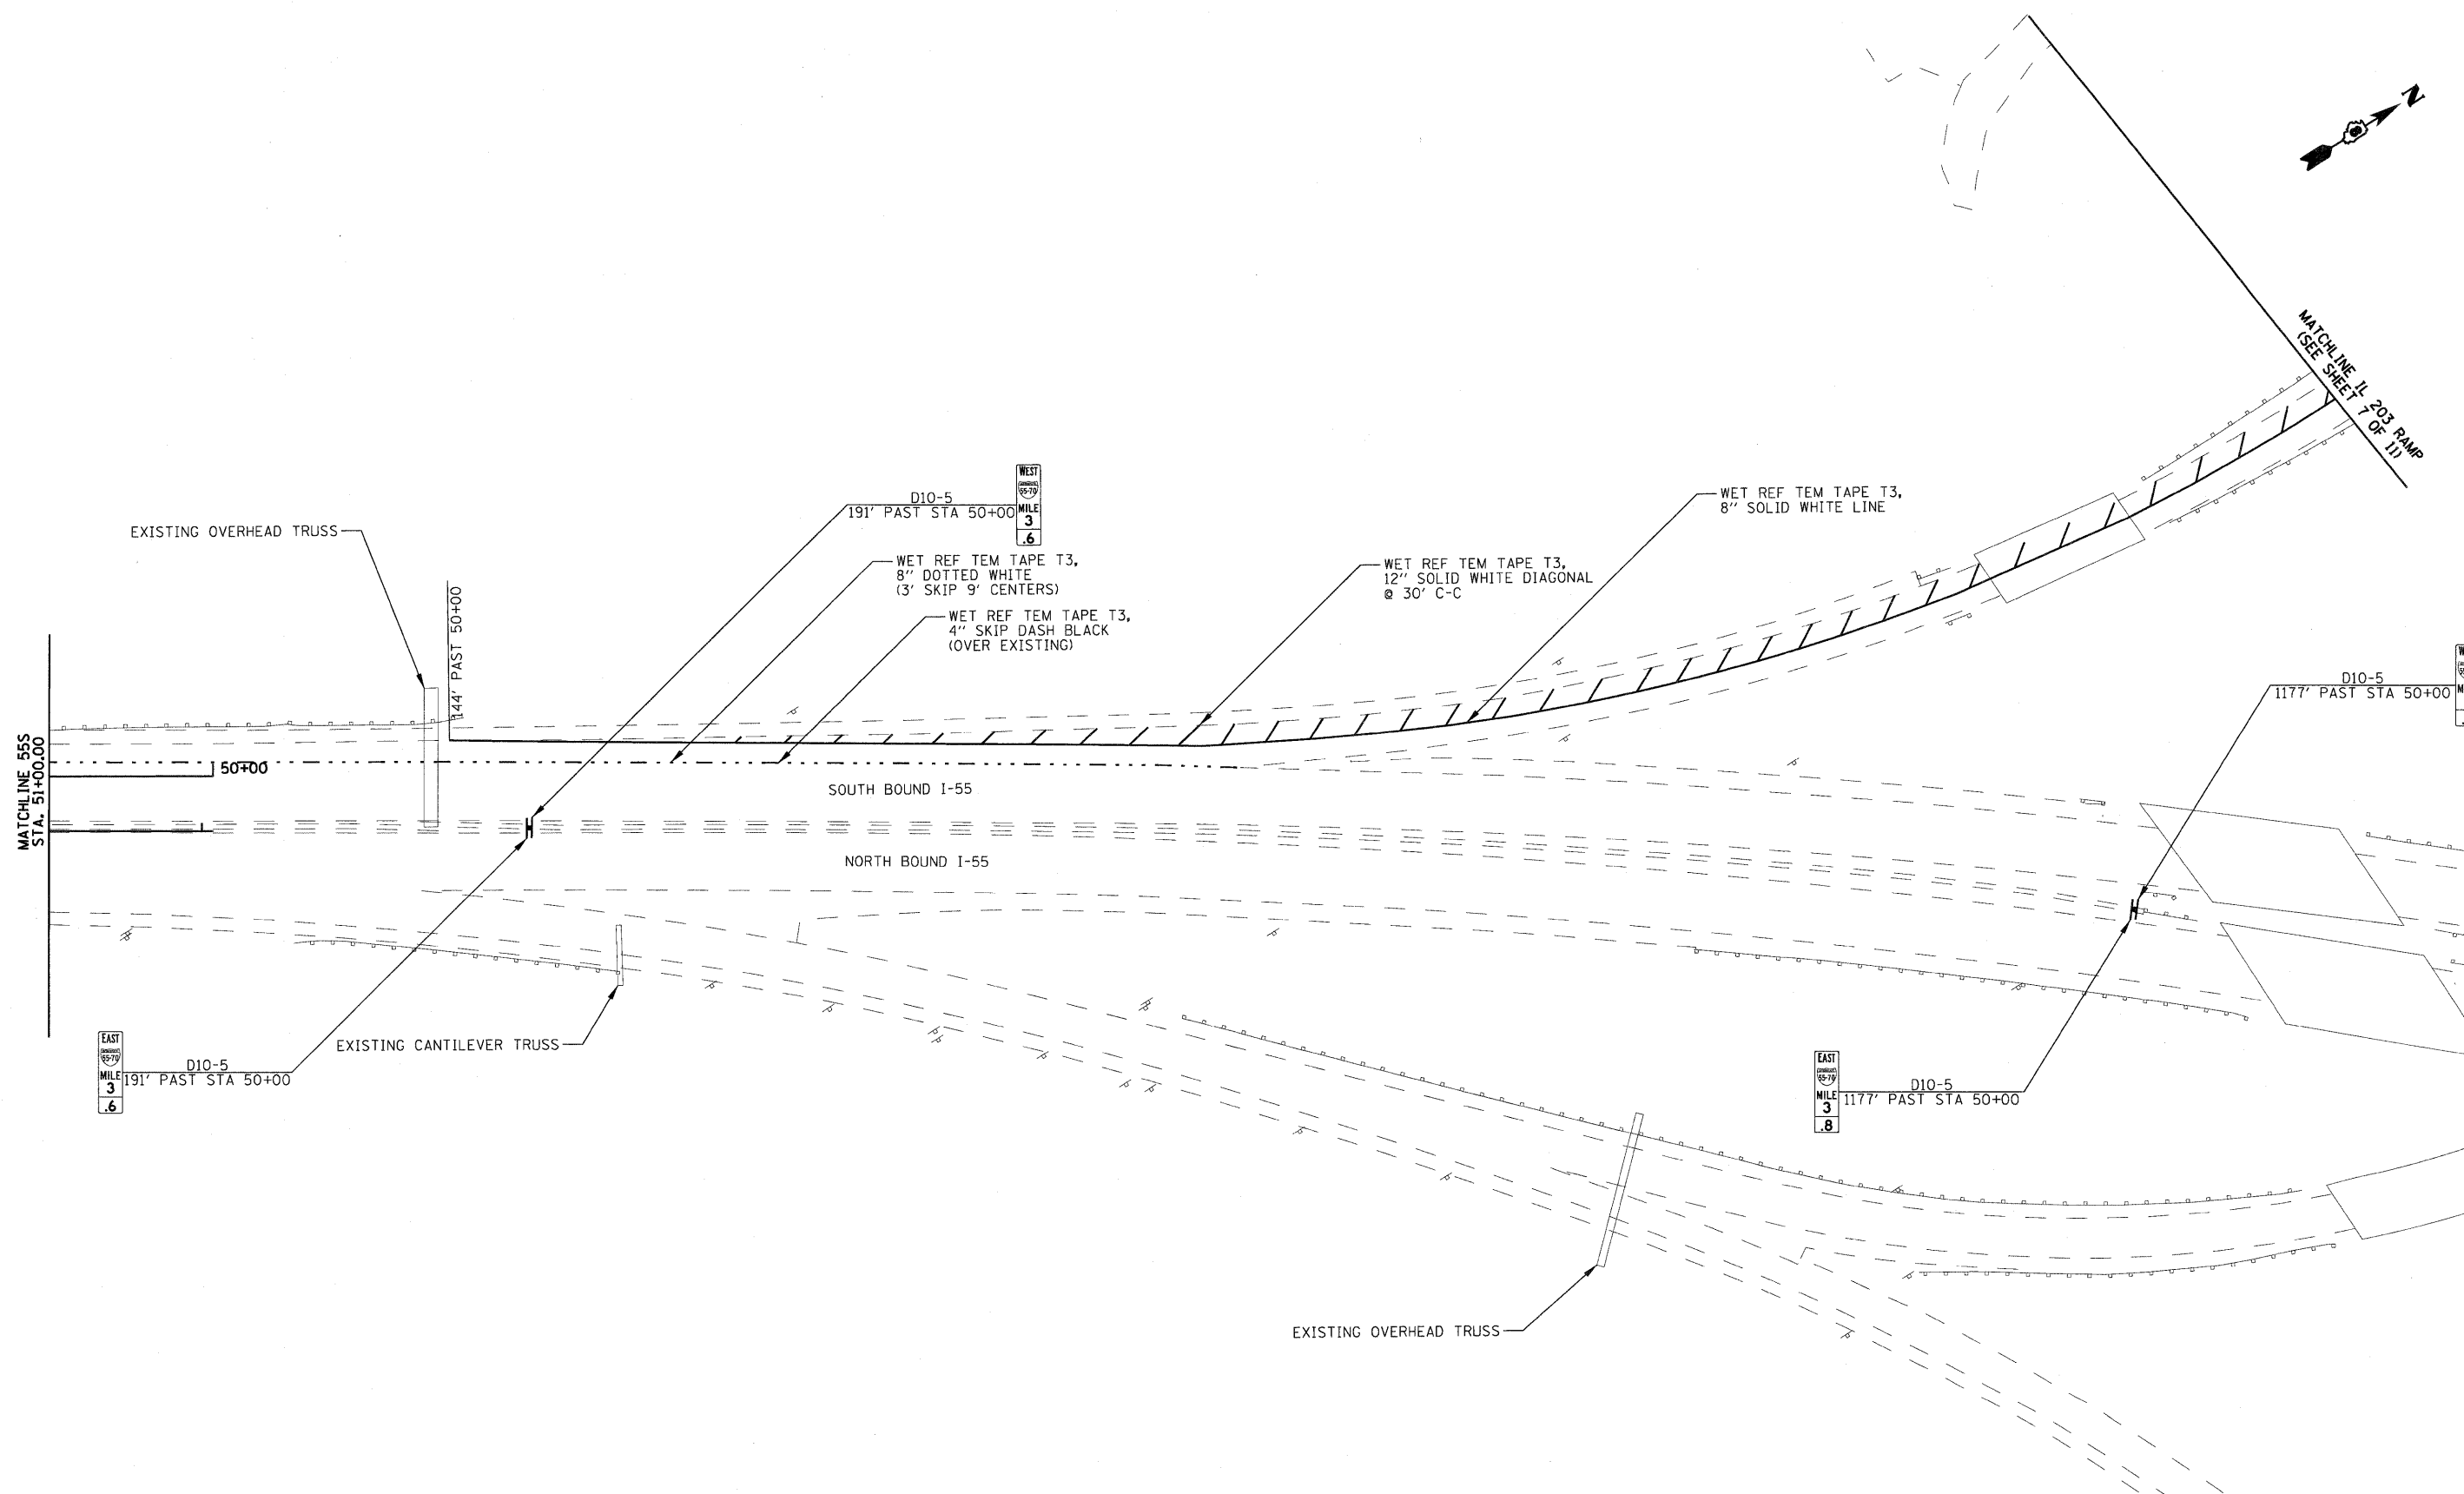 N
MATCHLINE IL 203 RAMP
(SEE SHEET 7 OF 11)
WEST
55-70
MILE
3
.6
D10-5
191' PAST STA 50+00
EXISTING OVERHEAD TRUSS
WET REF TEM TAPE T3,
8" DOTTED WHITE
(3' SKIP 9' CENTERS)
WET REF TEM TAPE T3,
4" SKIP DASH BLACK
(OVER EXISTING)
WET REF TEM TAPE T3,
12" SOLID WHITE DIAGONAL
@ 30' C-C
WET REF TEM TAPE T3,
8" SOLID WHITE LINE
144' PAST 50+00
D10-5
1177' PAST STA 50+00
MATCHLINE 55S
STA. 51+00.00
50+00
SOUTH BOUND I-55
NORTH BOUND I-55
EAST
55-70
MILE
3
.6
D10-5
191' PAST STA 50+00
EXISTING CANTILEVER TRUSS
EAST
55-70
MILE
3
.8
D10-5
1177' PAST STA 50+00
EXISTING OVERHEAD TRUSS